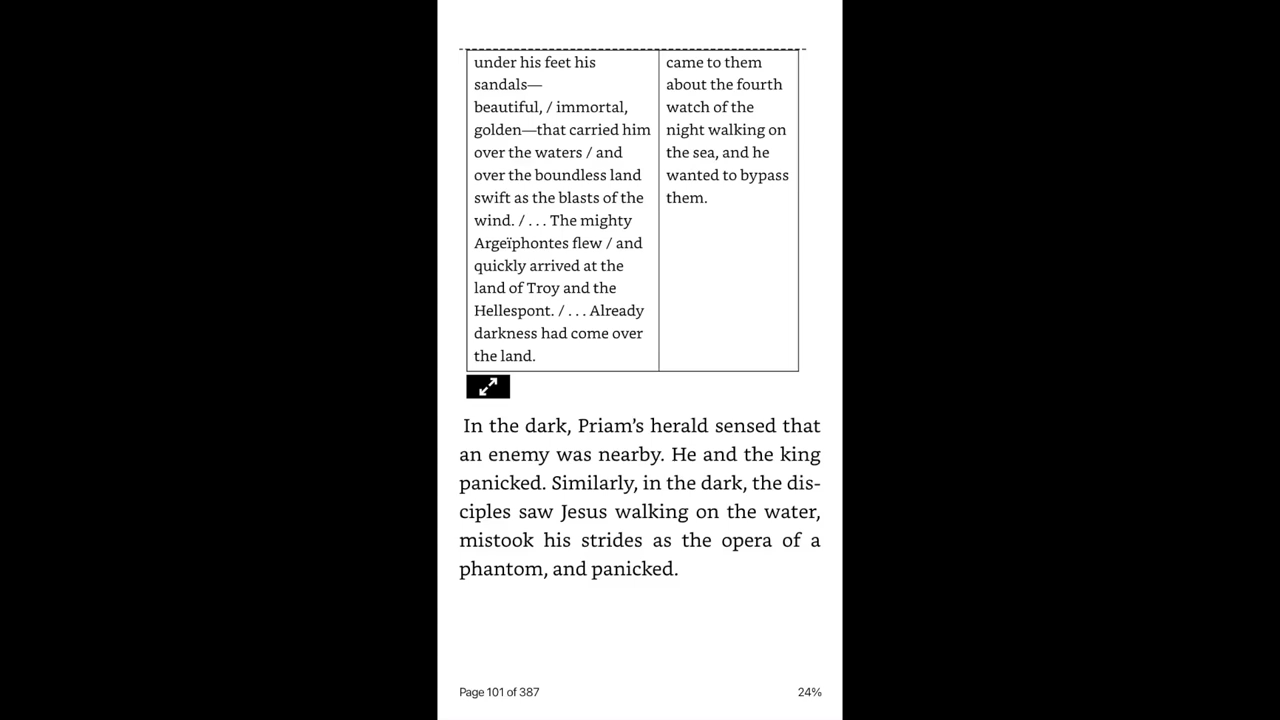 under his feet his
sandals—
beautiful, / immortal,
golden—that carried him
over the waters / and
over the boundless land
swift as the blasts of the
wind. / . . . The mighty
Argeïphontes flew / and
quickly arrived at the
land of Troy and the
Hellespont. / . . . Already
darkness had come over
the land.
came to them
about the fourth
watch of the
night walking on
the sea, and he
wanted to bypass
them.
In the dark, Priam’s herald sensed that
an enemy was nearby. He and the king
panicked. Similarly, in the dark, the dis-
ciples saw Jesus walking on the water,
mistook his strides as the opera of a
phantom, and panicked.
Page 101 of 387
24%